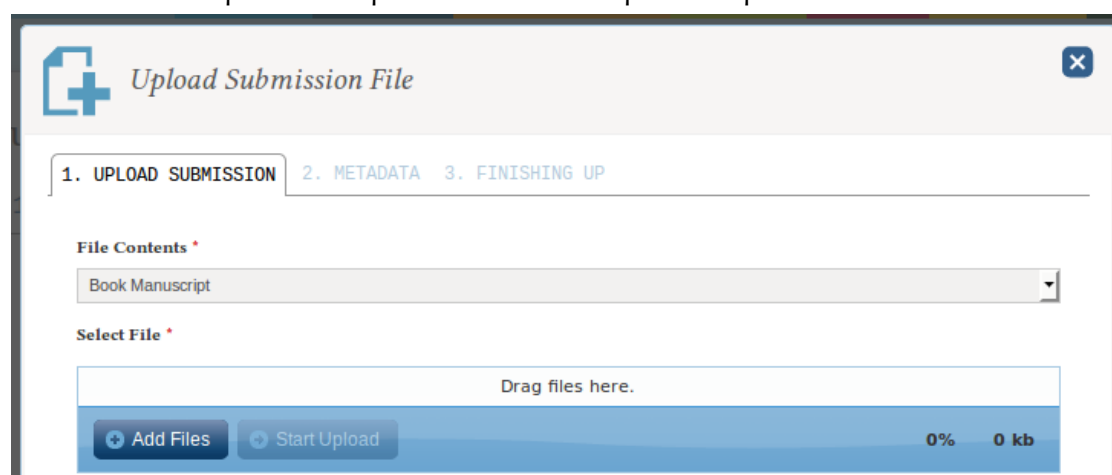 Upload Submission File
1. UPLOAD SUBMISSION 2. METADATA 3. FINISHING UP
File Contents *
Book Manuscript
Select File *
Drag files here.
Add Files Start Upload 0% 0 kb